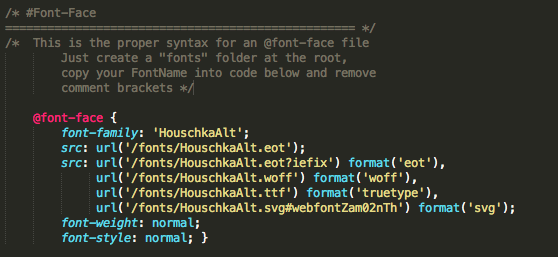 /* #Font-Face
================================================== */
/*  This is the proper syntax for an @font-face file
    Just create a "fonts" folder at the root,
    copy your FontName into code below and remove
    comment brackets */
@font-face {
    font-family: 'HouschkaAlt';
    src: url('/fonts/HouschkaAlt.eot');
    src: url('/fonts/HouschkaAlt.eot?iefix') format('eot'),
        url('/fonts/HouschkaAlt.woff') format('woff'),
        url('/fonts/HouschkaAlt.ttf') format('truetype'),
        url('/fonts/HouschkaAlt.svg#webfontZam02nTh') format('svg');
    font-weight: normal;
    font-style: normal; }